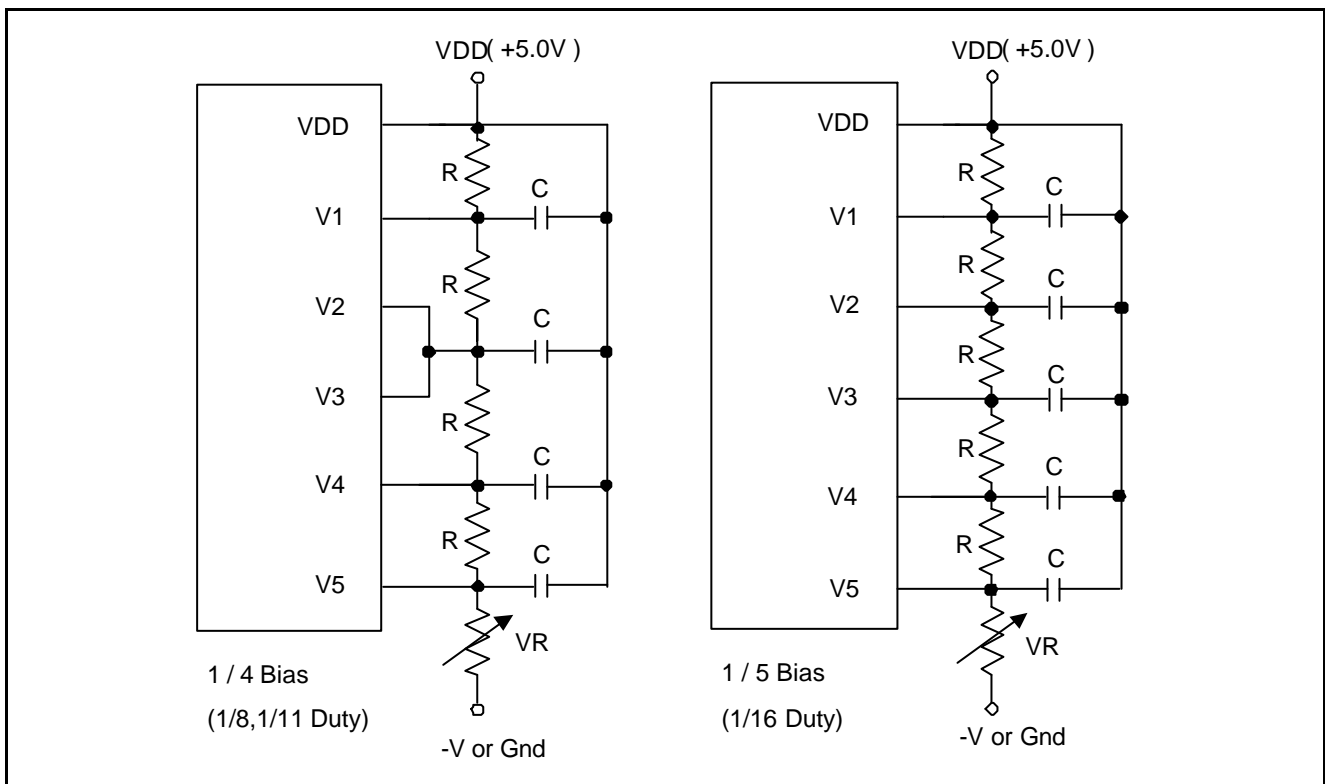 VDD( +5.0V )
VDD
R
C
V1
R
V2
C
V3
R
V4
C
R
C
V5
VR
1 / 4 Bias
(1/8,1/11 Duty)
-V or Gnd
VDD( +5.0V )
VDD
R
C
V1
R
C
V2
R
C
V3
R
C
V4
R
C
V5
VR
1 / 5 Bias
(1/16 Duty)
-V or Gnd